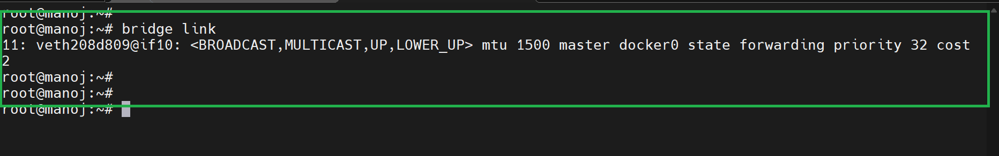 root@manoj:~#
root@manoj:~# bridge link
11: veth208d809@if10: <BROADCAST,MULTICAST,UP,LOWER_UP> mtu 1500 master docker0 state forwarding priority 32 cost
2
root@manoj:~#
root@manoj:~#
root@manoj:~#